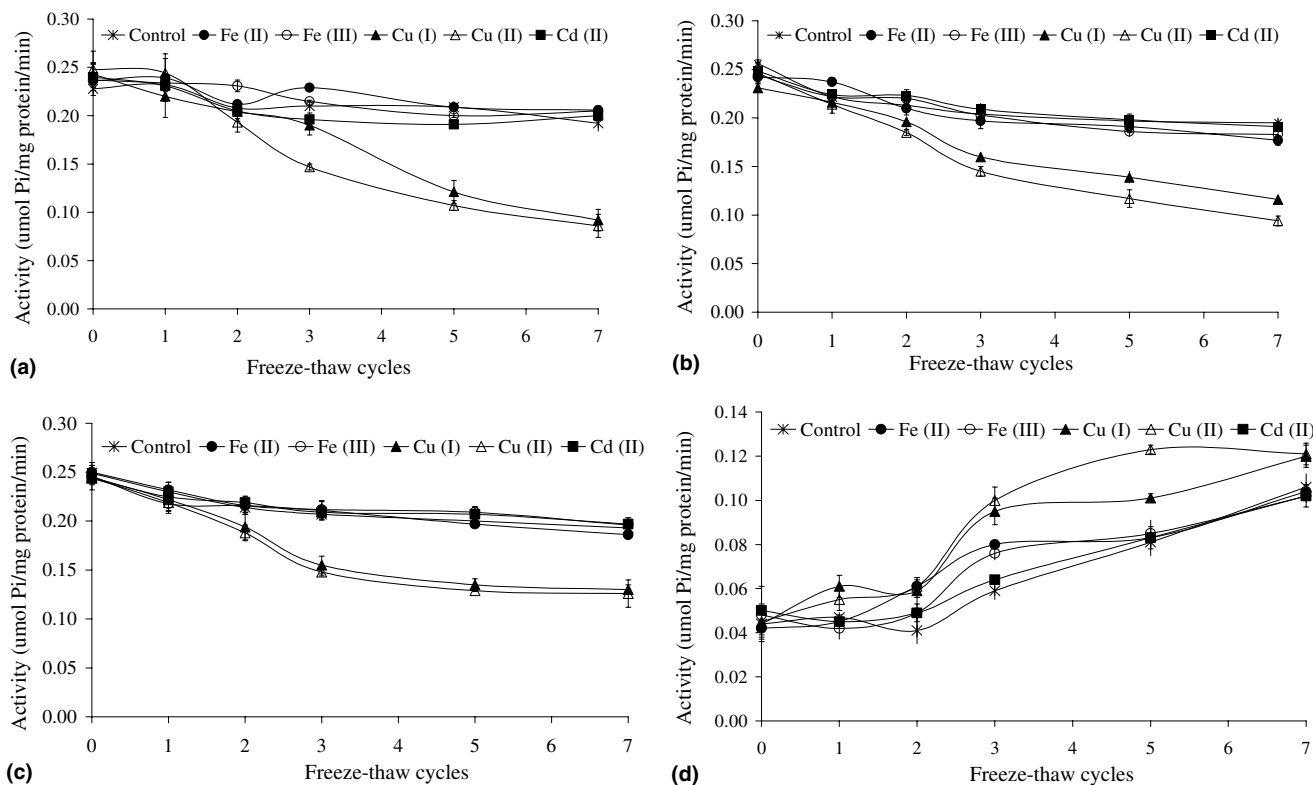 Control Fe (II) Fe (III) Cu (I) Cu (II) Cd (II)
0.30
0.25
0.20
0.15
0.10
0.05
0.00
Activity (umol Pi/mg protein/min)
0 1 2 3 4 5 6 7
Freeze-thaw cycles
(a)
Control Fe (II) Fe (III) Cu (I) Cu (II) Cd (II)
0.30
0.25
0.20
0.15
0.10
0.05
0.00
Activity (umol Pi/mg protein/min)
0 1 2 3 4 5 6 7
Freeze-thaw cycles
(b)
Control Fe (II) Fe (III) Cu (I) Cu (II) Cd (II)
0.30
0.25
0.20
0.15
0.10
0.05
0.00
Activity (umol Pi/mg protein/min)
0 1 2 3 4 5 6 7
Freeze-thaw cycles
(c)
Control Fe (II) Fe (III) Cu (I) Cu (II) Cd (II)
0.14
0.12
0.10
0.08
0.06
0.04
0.02
0.00
Activity (umol Pi/mg protein/min)
0 1 2 3 4 5 6 7
Freeze-thaw cycles
(d)